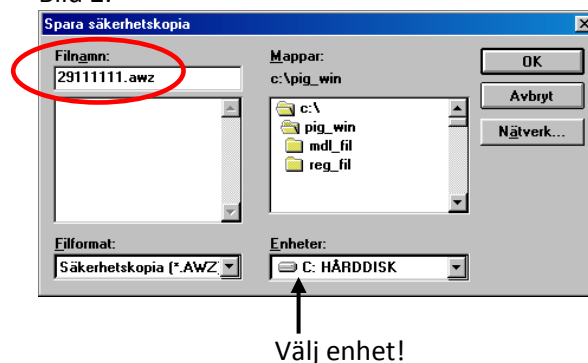 Spara säkerhetskopia
Filnamn:
29111111.awz
Mappar:
c:\pig_win
c:\
pig_win
mdl_fil
reg_fil
OK
Avbryt
Nätverk...
Filformat:
Säkerhetskopia (*.AWZ
Enheter:
C: HÅRDDISK
Välj enhet!